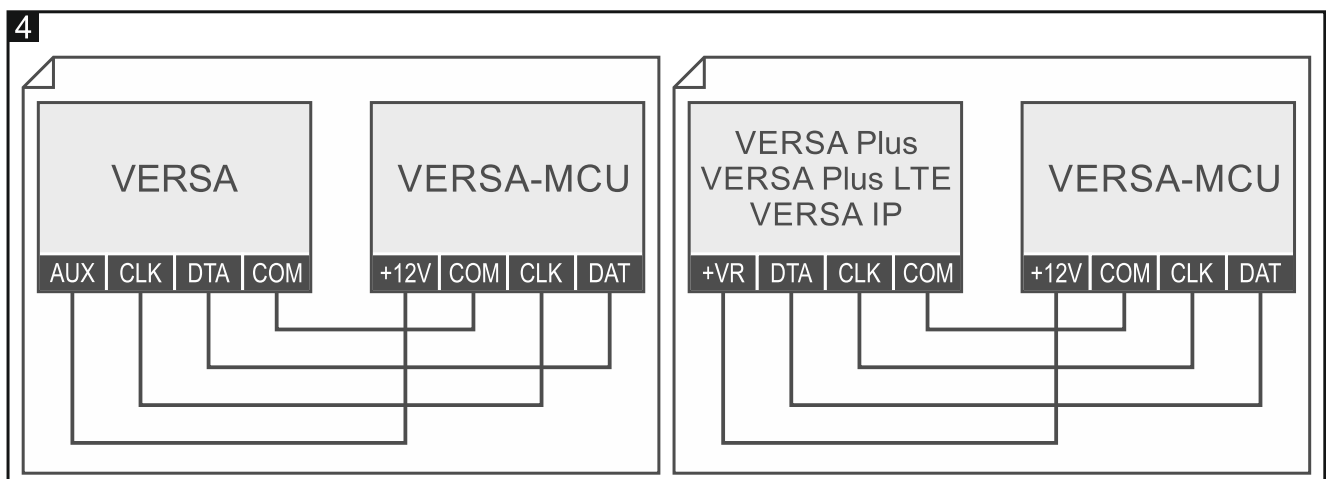 4
VERSA
VERSA-MCU
AUX CLK DTA COM
+12V COM CLK DAT
VERSA Plus
VERSA Plus LTE
VERSA IP
VERSA-MCU
+VR DTA CLK COM
+12V COM CLK DAT